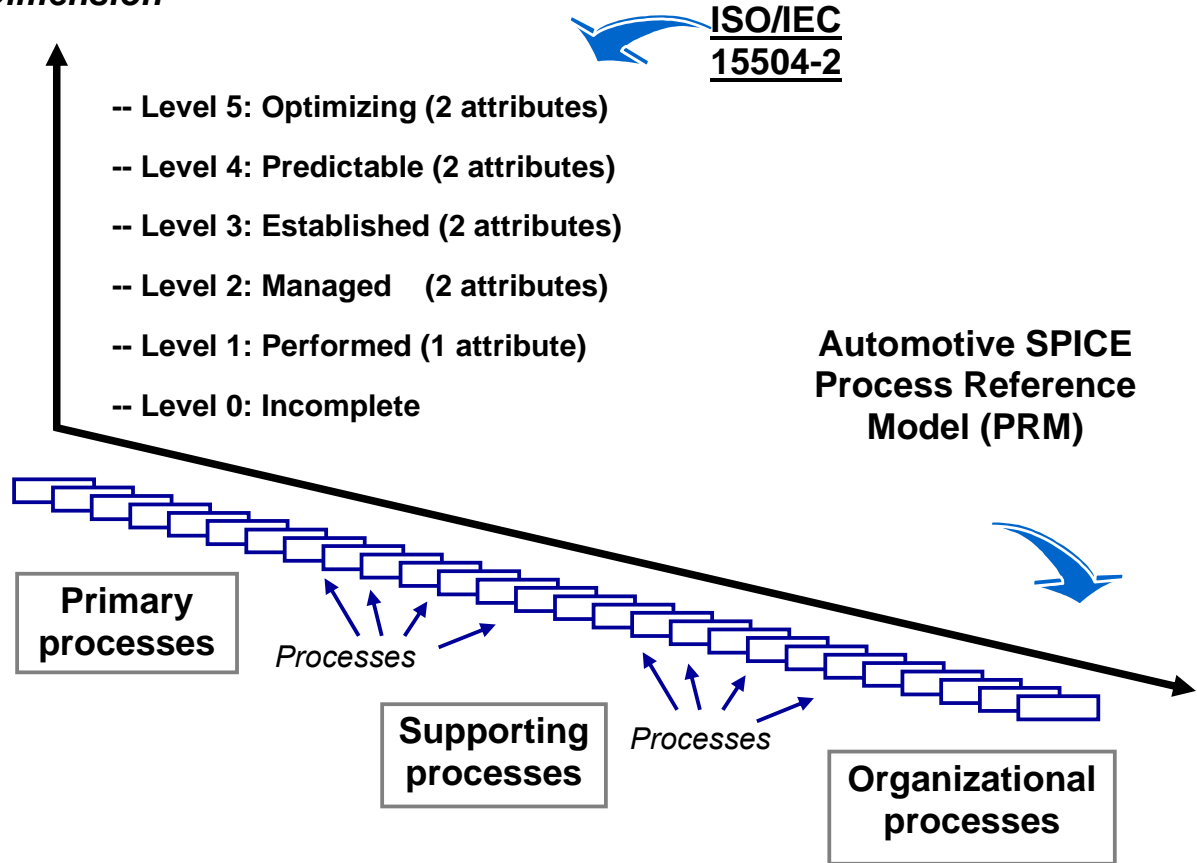 ISO/IEC
15504-2
-- Level 5: Optimizing (2 attributes)
-- Level 4: Predictable (2 attributes)
-- Level 3: Established (2 attributes)
-- Level 2: Managed (2 attributes)
-- Level 1: Performed (1 attribute)
-- Level 0: Incomplete
Automotive SPICE
Process Reference
Model (PRM)
Primary
processes
Processes
Supporting
processes
Processes
Organizational
processes